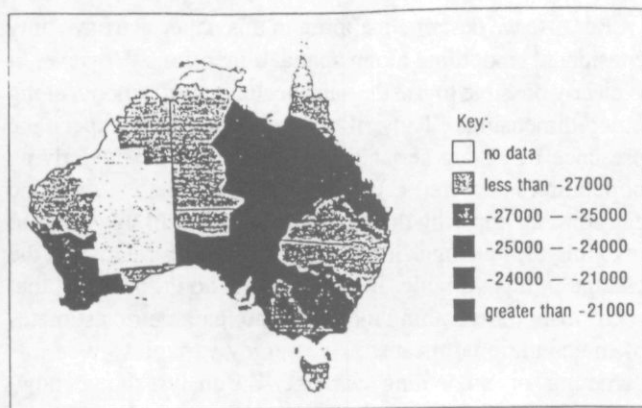 Key:
no data
less than -27000
-27000 — -25000
-25000 — -24000
-24000 — -21000
greater than -21000